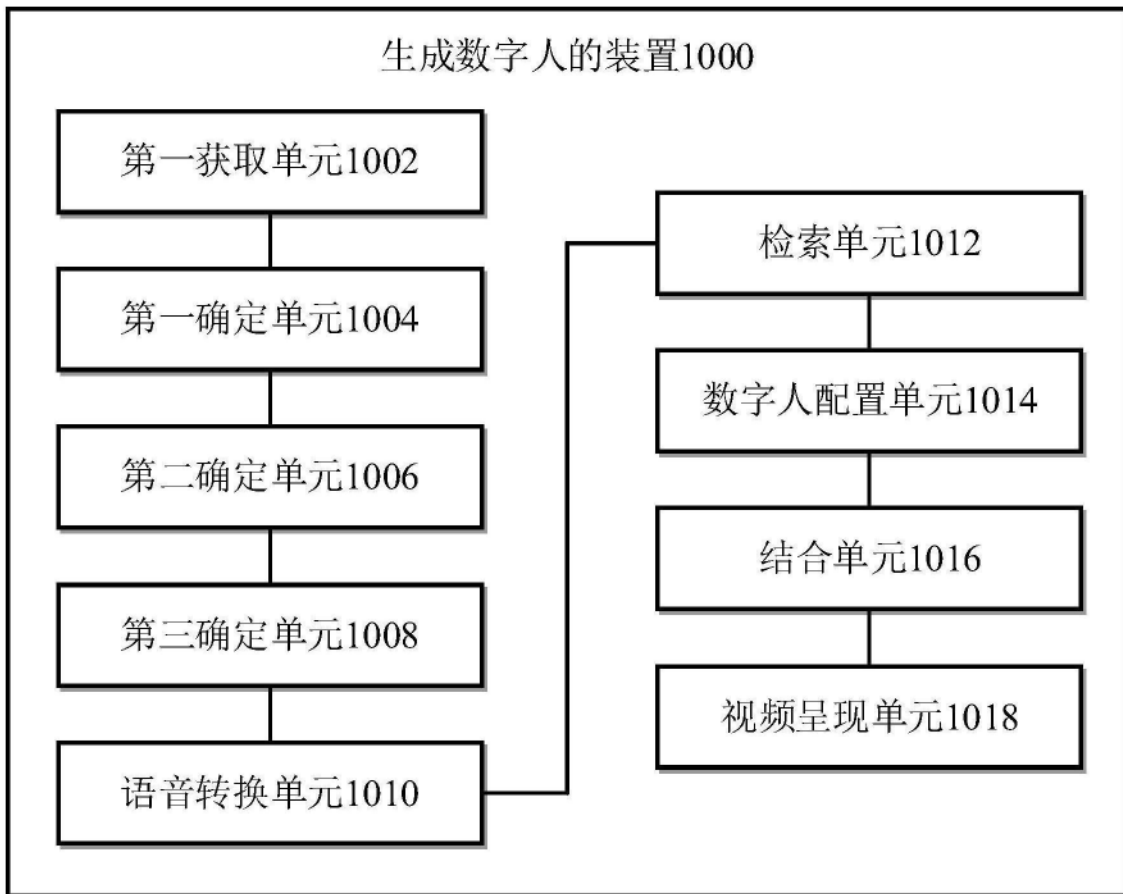 生成数字人的装置1000
第一获取单元1002
第一确定单元1004
第二确定单元1006
第三确定单元1008
语音转换单元1010
检索单元1012
数字人配置单元1014
结合单元1016
视频呈现单元1018